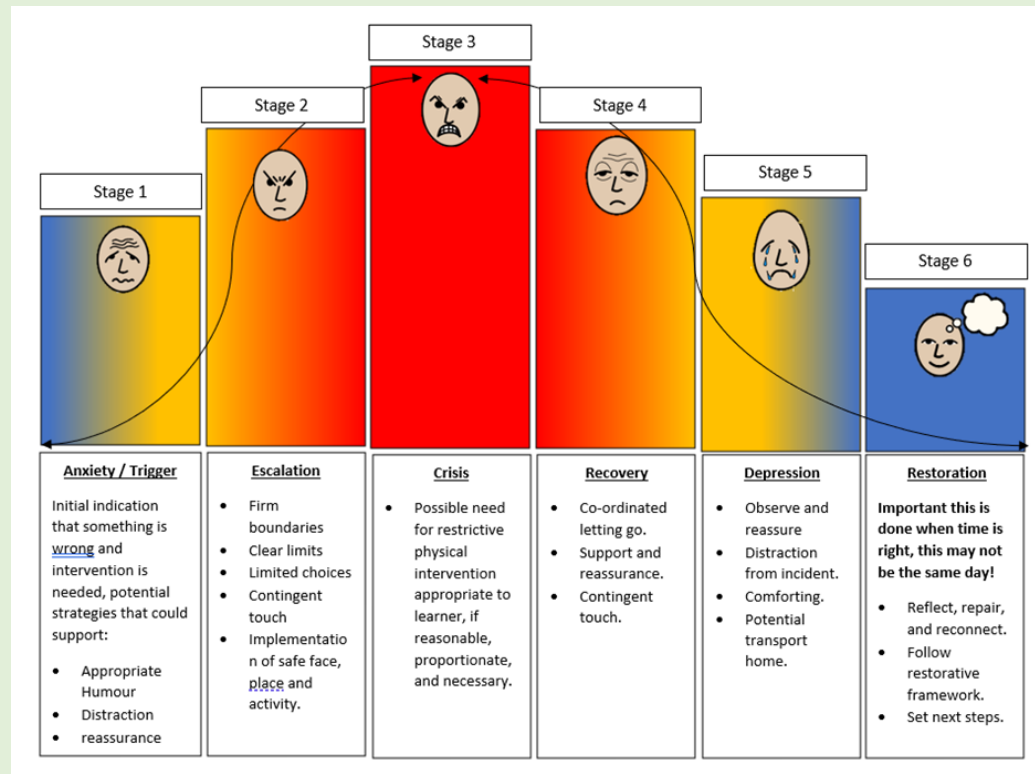 Stage 3
Stage 2
Stage 4
Stage 5
Stage 1
Stage 6
Anxiety / Trigger
Initial indication
that something is
wrong and
intervention is
needed, potential
strategies that could
support:
• Appropriate
Humour
• Distraction
• reassurance
Escalation
• Firm
boundaries
• Clear limits
• Limited choices
• Contingent
touch
• Implementatio
n of safe face,
place and
activity.
Crisis
• Possible need
for restrictive
physical
intervention
appropriate to
learner, if
reasonable,
proportionate,
and necessary.
Recovery
• Co-ordinated
letting go.
• Support and
reassurance.
• Contingent
touch.
Depression
• Observe and
reassure
• Distraction
from incident.
• Comforting.
• Potential
transport
home.
Restoration
Important this is
done when time is
right, this may not
be the same day!
• Reflect, repair,
and reconnect.
• Follow
restorative
framework.
• Set next steps.